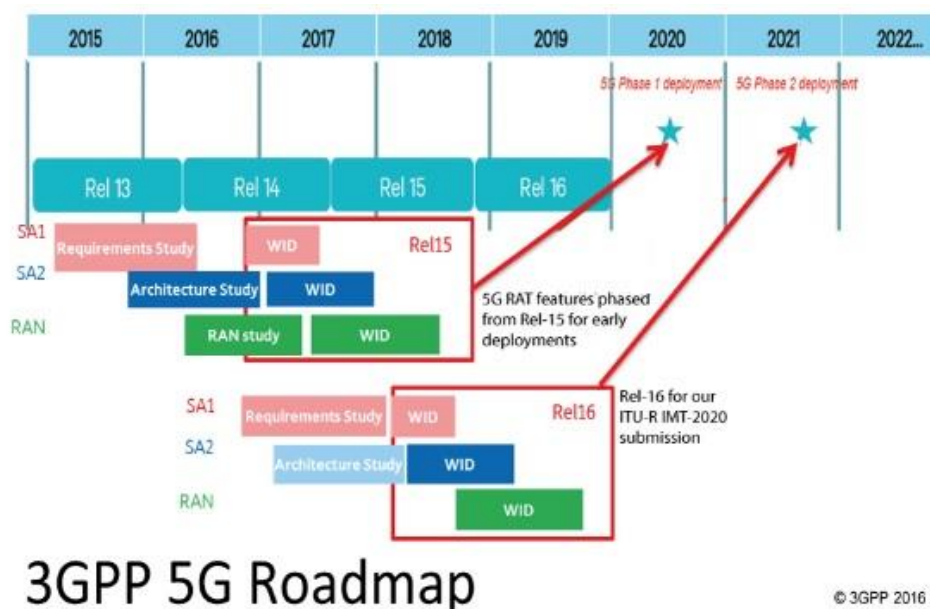 2015 2016 2017 2018 2019 2020 2021 2022...
5G Phase 1 deployment 5G Phase 2 deployment
Rel 13 Rel 14 Rel 15 Rel 16
SA1 Requirements Study WID Rel15
SA2 Architecture Study WID
RAN RAN study WID
5G RAT features phased
from Rel-15 for early
deployments
SA1 Requirements Study WID Rel16
SA2 Architecture Study WID
RAN WID
Rel-16 for our
ITU-R IMT-2020
submission
3GPP 5G Roadmap
© 3GPP 2016